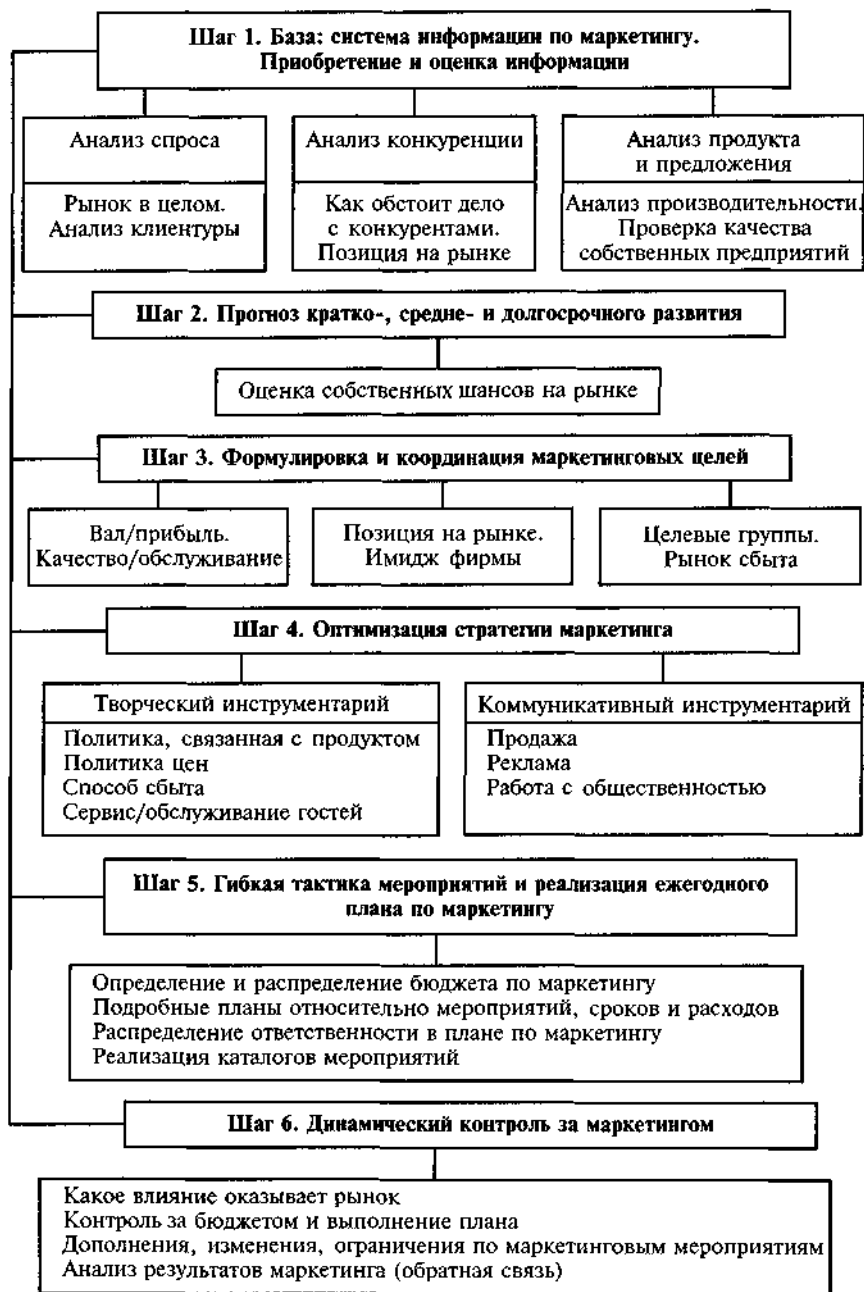 Шаг 1. База: система информации по маркетингу.
Приобретение и оценка информации
Анализ спроса
Рынок в целом.
Анализ клиентуры
Анализ конкуренции
Как обстоит дело
с конкурентами.
Позиция на рынке
Анализ продукта
и предложения
Анализ производительности.
Проверка качества
собственных предприятий
Шаг 2. Прогноз кратко-, средне- и долгосрочного развития
Оценка собственных шансов на рынке
Шаг 3. Формулировка и координация маркетинговых целей
Вал/прибыль.
Качество/обслуживание
Позиция на рынке.
Имидж фирмы
Целевые группы.
Рынок сбыта
Шаг 4. Оптимизация стратегии маркетинга
Творческий инструментарий
Политика, связанная с продуктом
Политика цен
Способ сбыта
Сервис/обслуживание гостей
Коммуникативный инструментарий
Продажа
Реклама
Работа с общественностью
Шаг 5. Гибкая тактика мероприятий и реализация ежегодного
плана по маркетингу
Определение и распределение бюджета по маркетингу
Подробные планы относительно мероприятий, сроков и расходов
Распределение ответственности в плане по маркетингу
Реализация каталогов мероприятий
Шаг 6. Динамический контроль за маркетингом
Какое влияние оказывает рынок
Контроль за бюджетом и выполнение плана
Дополнения, изменения, ограничения по маркетинговым мероприятиям
Анализ результатов маркетинга (обратная связь)